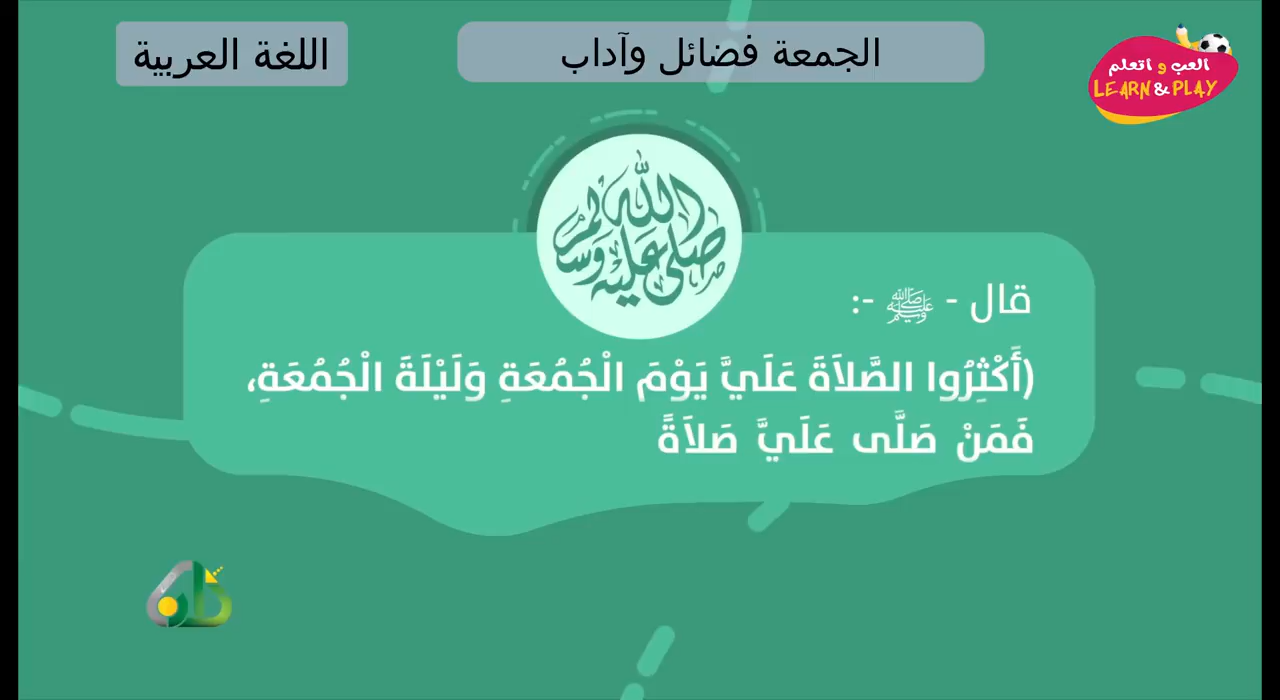 اللغة العربية
الجمعة فضائل وآداب
العب و اتعلم
LEARN & PLAY
صلى الله عليه وسلم
قال - ﷺ -:
(أَكْثِرُوا الصَّلاَةَ عَلَيَّ يَوْمَ الْجُمُعَةِ وَلَيْلَةَ الْجُمُعَةِ،
فَمَنْ صَلَّى عَلَيَّ صَلاَةً